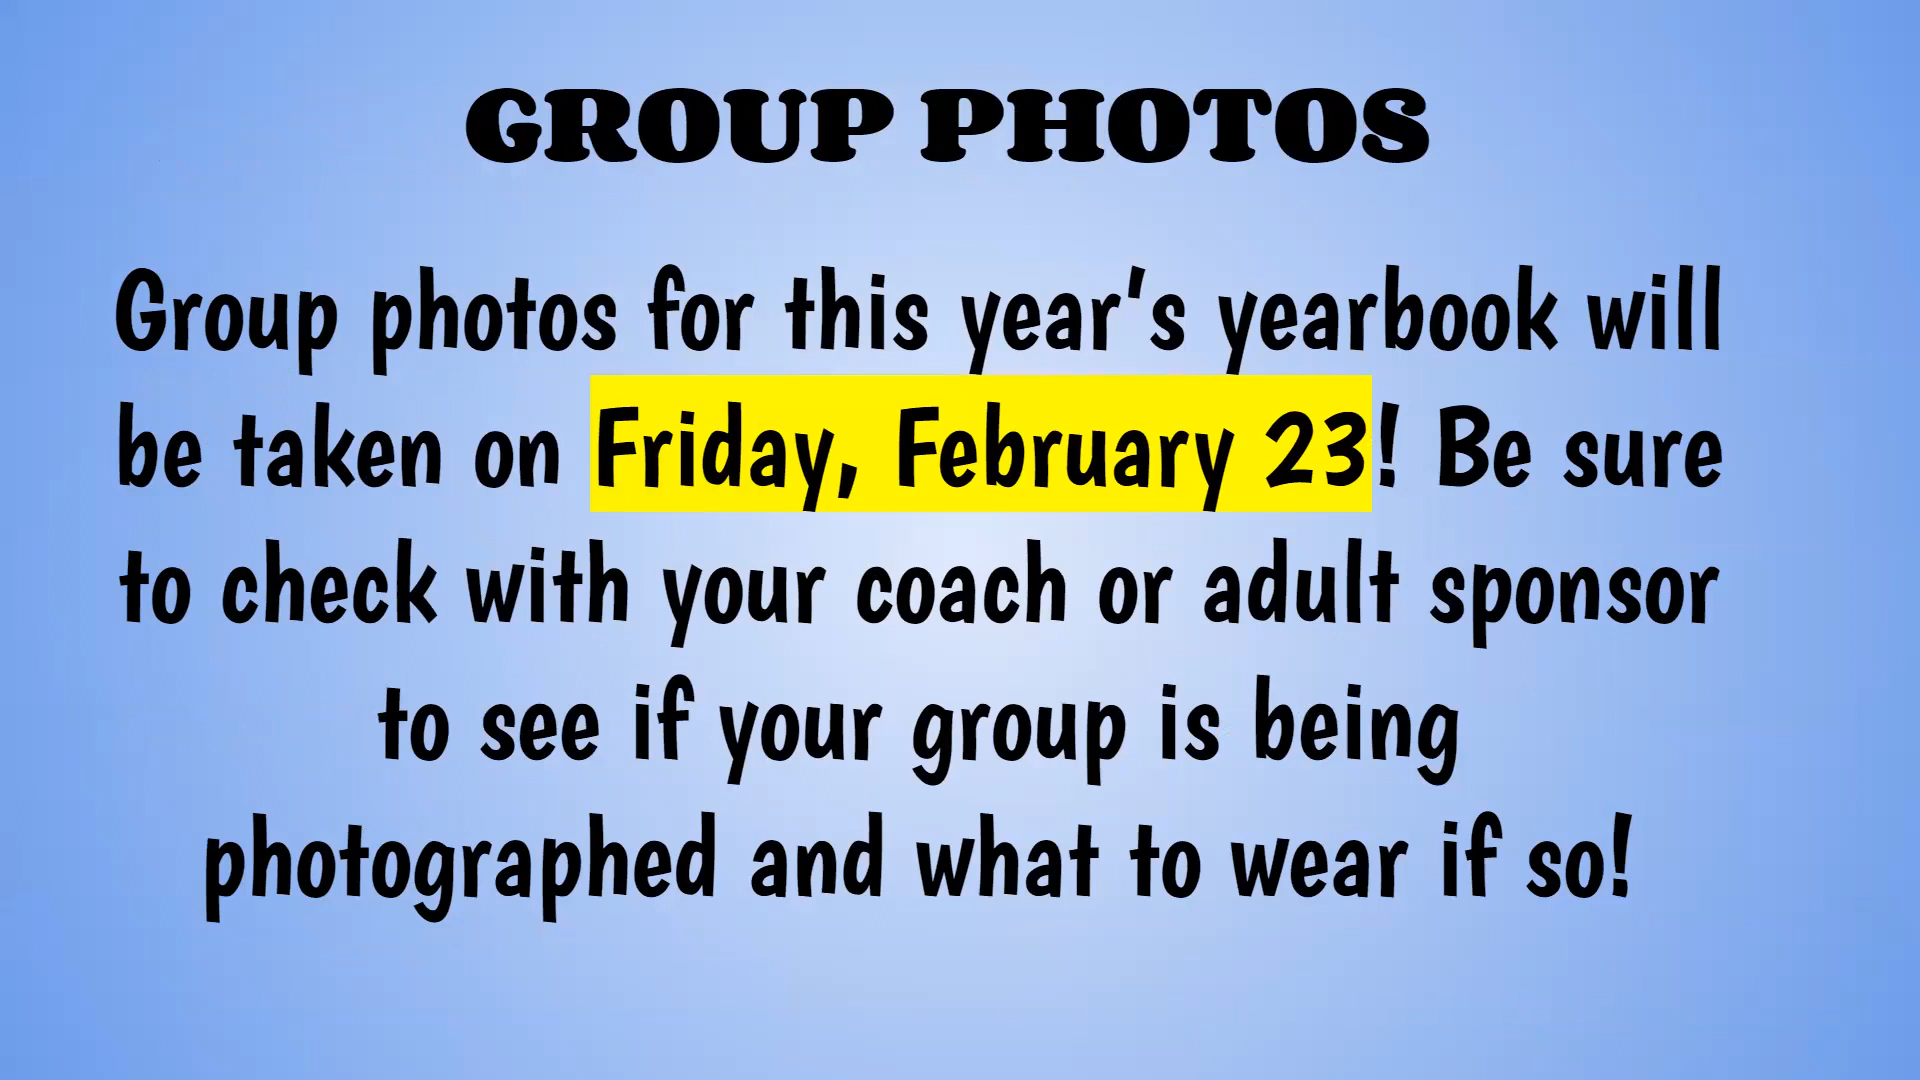 GROUP PHOTOS
Group photos for this year's yearbook will
be taken on Friday, February 23! Be sure
to check with your coach or adult sponsor
to see if your group is being
photographed and what to wear if so!